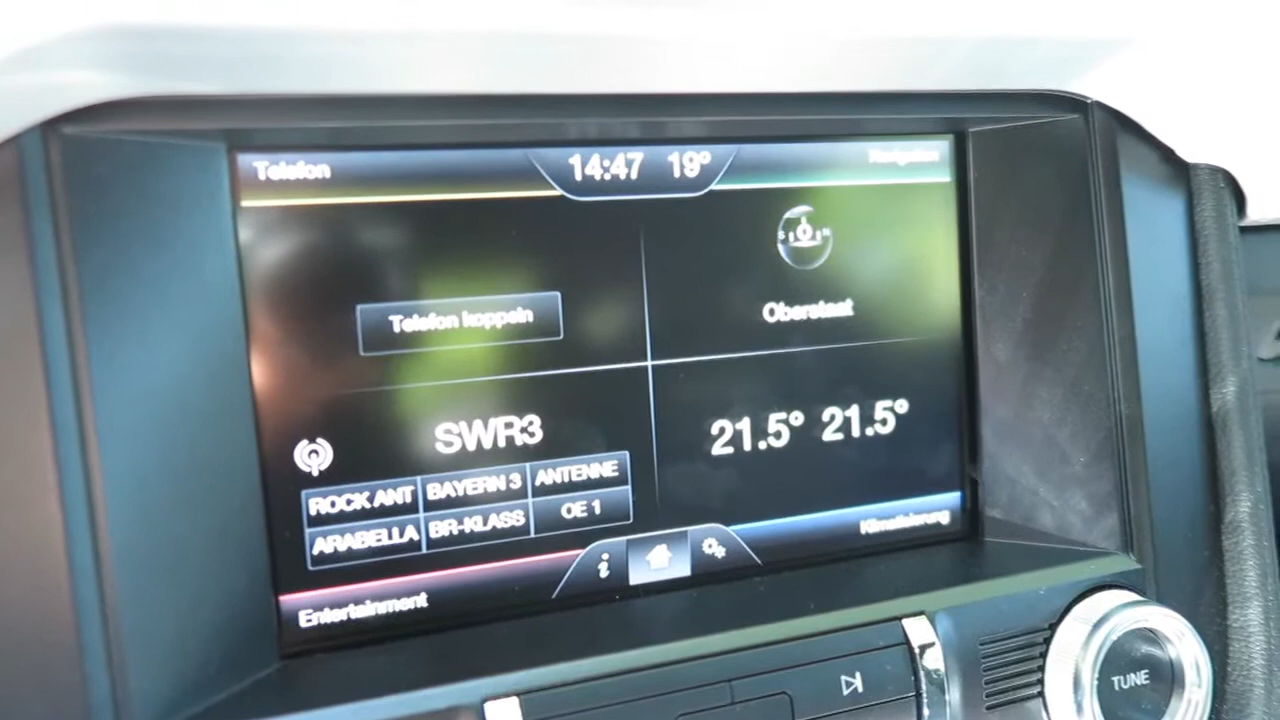 Telefon
14:47 19°
Navigation
S N
Telefon koppeln
Oberstaat
SWR3
21.5° 21.5°
ROCK ANT BAYERN 3 ANTENNE
ARABELLA BR-KLASS OE 1
Klimatisierung
i
Entertainment
TUNE